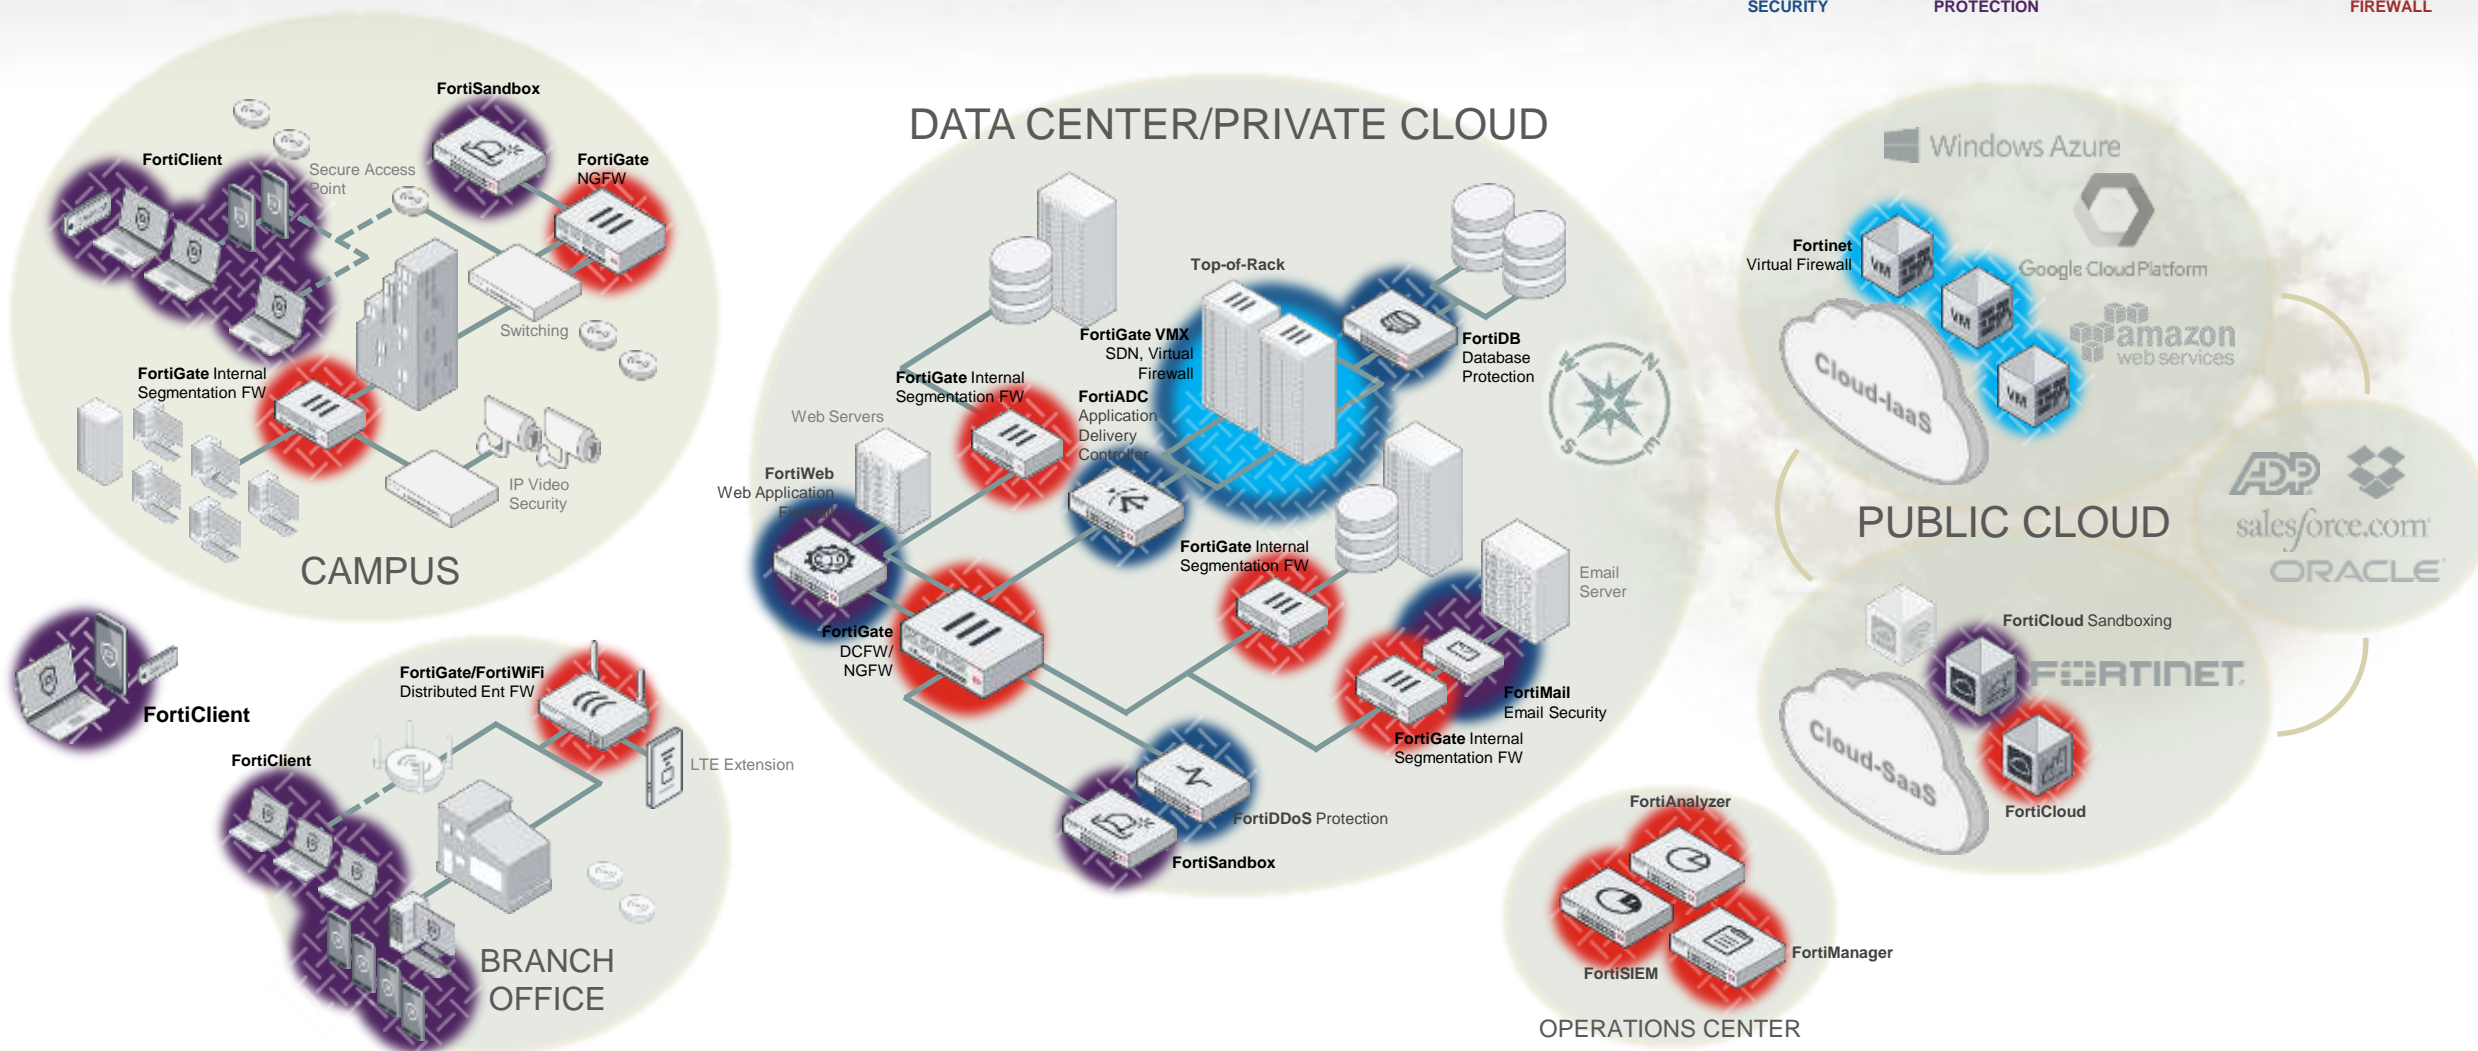 SECURITY
PROTECTION
FIREWALL
FortiSandbox
FortiClient
Secure Access
Point
FortiGate
NGFW
Switching
FortiGate Internal
Segmentation FW
IP Video
Security
CAMPUS
FortiClient
FortiGate/FortiWiFi
Distributed Ent FW
LTE Extension
FortiClient
BRANCH
OFFICE
DATA CENTER/PRIVATE CLOUD
Top-of-Rack
FortiGate VMX
SDN, Virtual
Firewall
FortiDB
Database
Protection
N
N
S
E
FortiGate Internal
Segmentation FW
FortiADC
Application
Delivery
Controller
Web Servers
FortiWeb
Web Application
Firewall
FortiGate
DCFW/
NGFW
FortiGate Internal
Segmentation FW
Email
Server
FortiMail
Email Security
FortiGate Internal
Segmentation FW
FortiDDoS Protection
FortiSandbox
FortiAnalyzer
FortiSIEM
FortiManager
OPERATIONS CENTER
Windows Azure
Fortinet
Virtual Firewall
VM
VM
VM
Google Cloud Platform
amazon
web services
Cloud-IaaS
PUBLIC CLOUD
ADP
salesforce.com
ORACLE
FortiCloud Sandboxing
FORTINET
Cloud-SaaS
FortiCloud